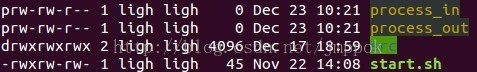 prw-rw-r-- 1 ligh ligh 0 Dec 23 10:21 process_in
prw-rw-r-- 1 ligh ligh 0 Dec 23 10:21 process_out
drwxrwxrwx 2 ligh ligh 4096 Dec 17 18:59
-rwxrw-rw- 1 ligh ligh 45 Nov 22 14:08 start.sh